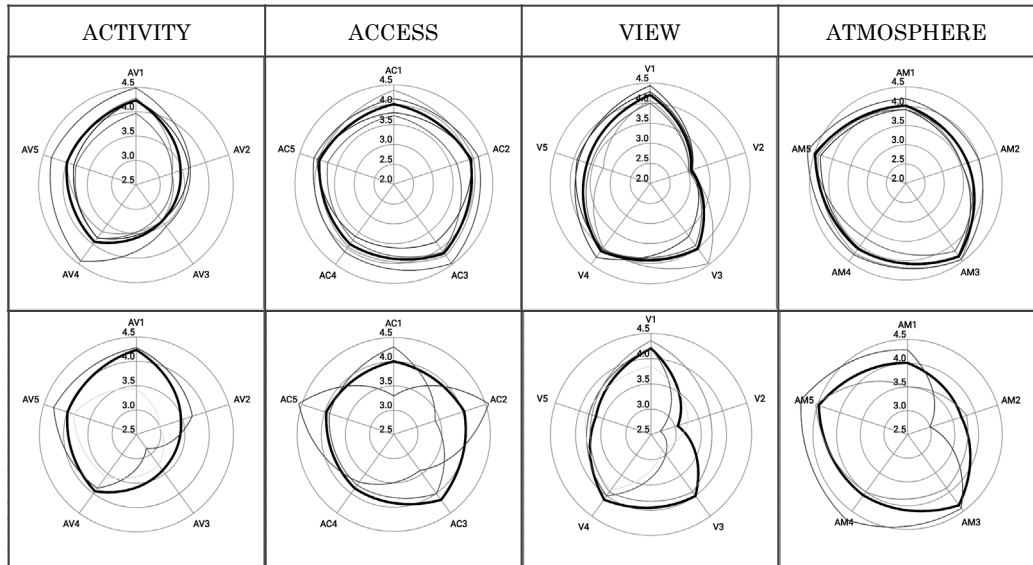 ACTIVITY
ACCESS
VIEW
ATMOSPHERE
AV1
4.5
4.0
3.5
3.0
2.5
AV2
AV3
AV4
AV5
AC1
4.5
4.0
3.5
3.0
2.5
2.0
AC2
AC3
AC4
AC5
V1
4.5
4.0
3.5
3.0
2.5
2.0
V2
V3
V4
V5
AM1
4.5
4.0
3.5
3.0
2.5
2.0
AM2
AM3
AM4
AM5
AV1
4.5
4.0
3.5
3.0
2.5
AV2
AV3
AV4
AV5
AC1
4.5
4.0
3.5
3.0
2.5
AC2
AC3
AC4
AC5
V1
4.5
4.0
3.5
3.0
2.5
V2
V3
V4
V5
AM1
4.5
4.0
3.5
3.0
2.5
AM2
AM3
AM4
AM5